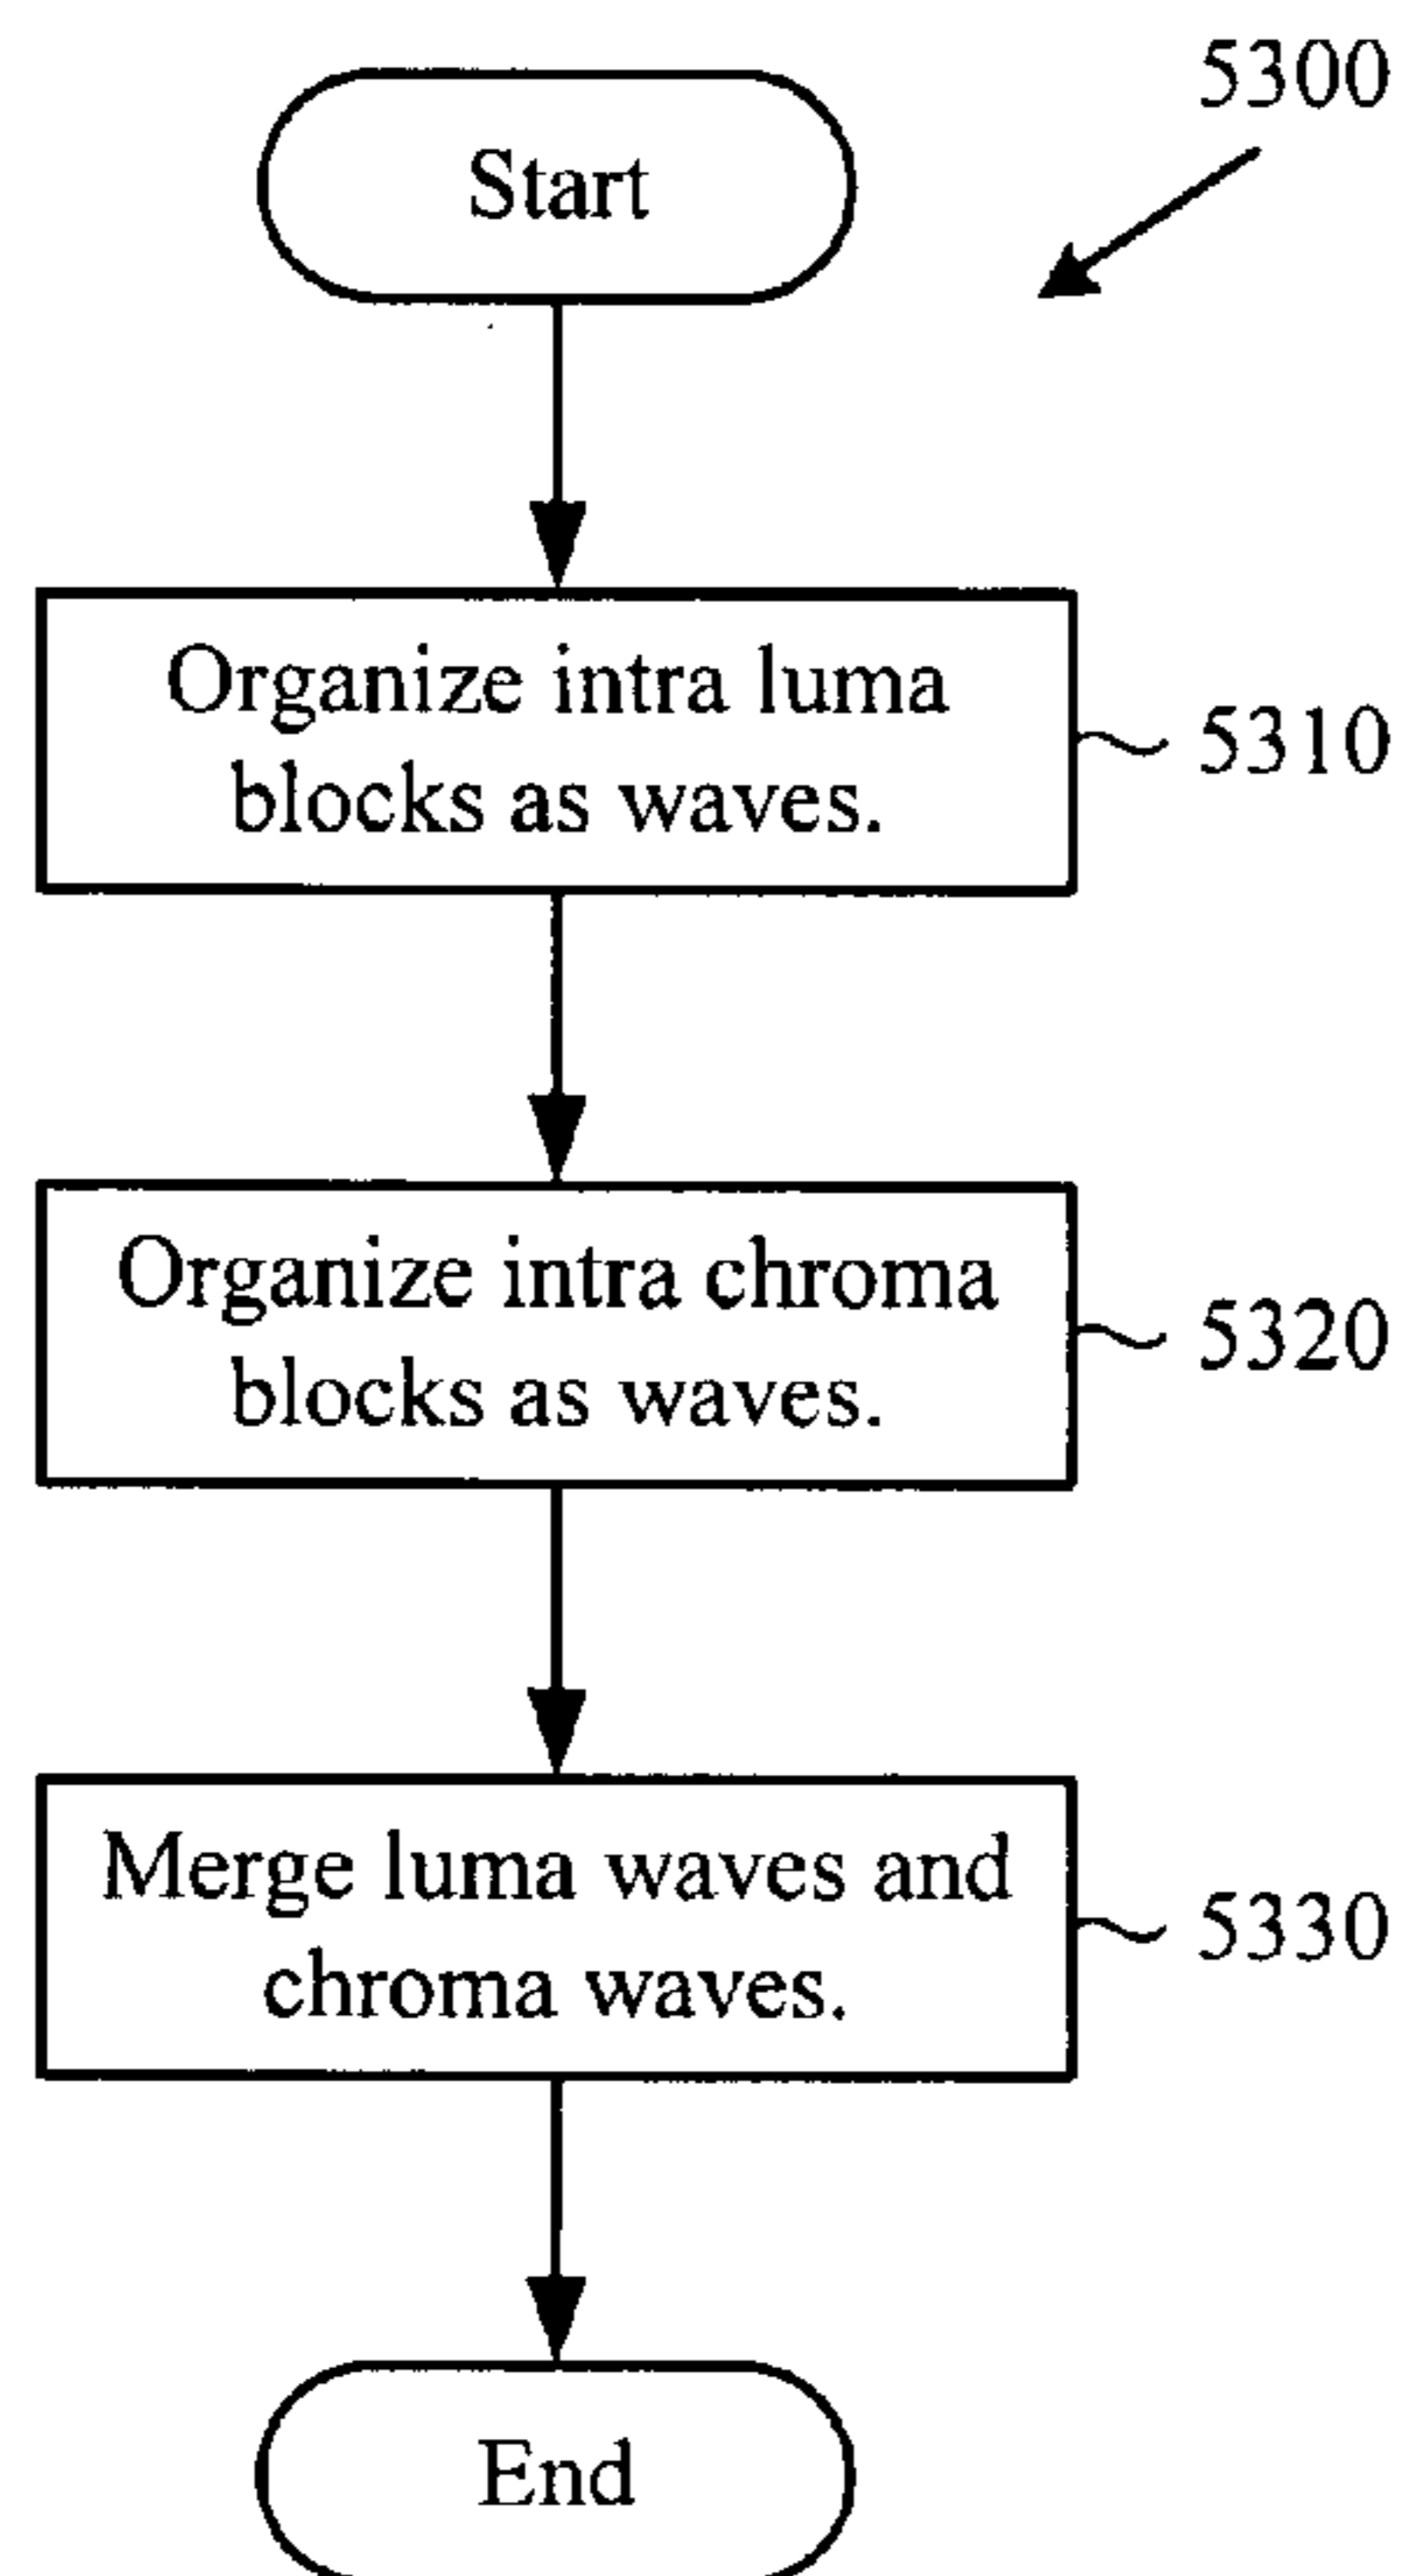 5300
Start
Organize intra luma
blocks as waves.
5310
Organize intra chroma
blocks as waves.
5320
Merge luma waves and
chroma waves.
5330
End